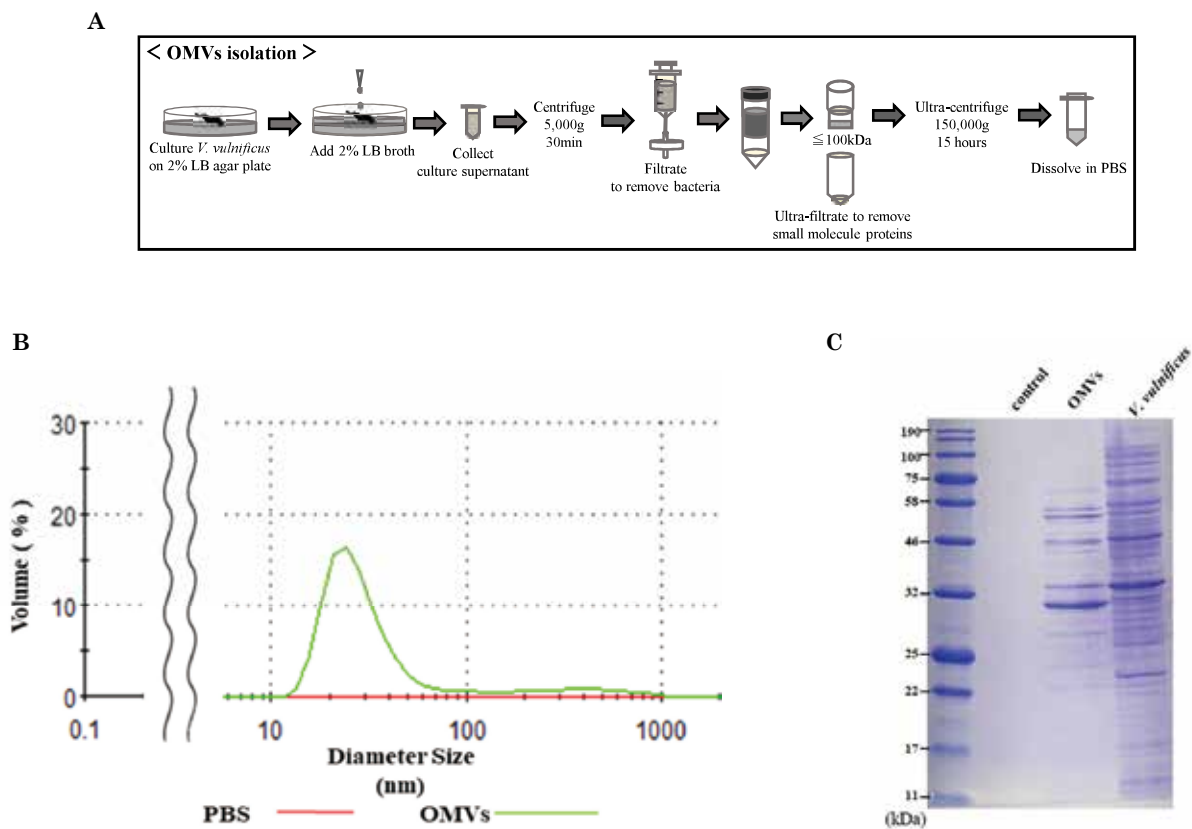 A
< OMVs isolation >
Culture V. vulnificus
on 2% LB agar plate
Add 2% LB broth
Collect
culture supernatant
Centrifuge
5,000g
30min
Filtrate
to remove bacteria
≦100kDa
Ultra-filtrate to remove
small molecule proteins
Ultra-centrifuge
150,000g
15 hours
Dissolve in PBS
B
Volume ( % )
30
20
10
0
0.1
10
100
1000
Diameter Size
(nm)
PBS
OMVs
C
control
OMVs
V. vulnificus
190
100
75
58
46
32
25
22
17
11
(kDa)